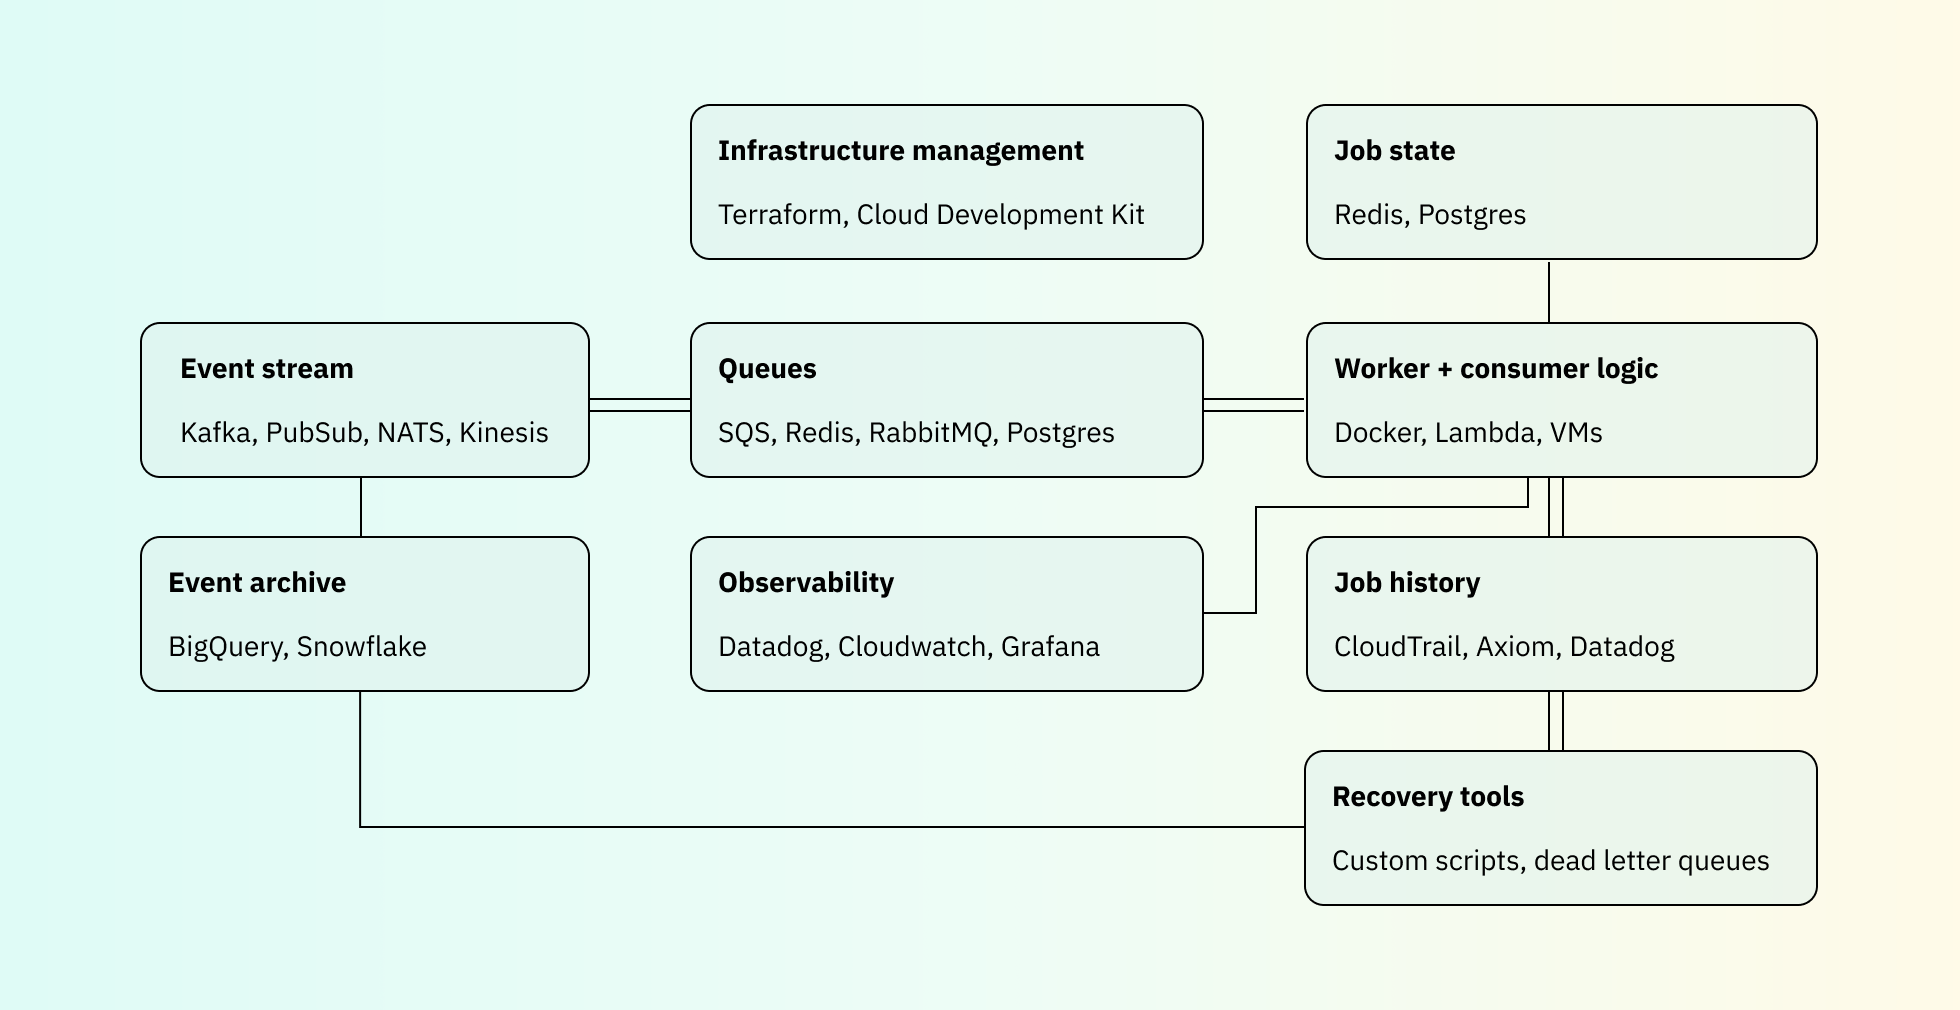 Infrastructure management
Terraform, Cloud Development Kit
Job state
Redis, Postgres
Event stream
Kafka, PubSub, NATS, Kinesis
Queues
SQS, Redis, RabbitMQ, Postgres
Worker + consumer logic
Docker, Lambda, VMs
Event archive
BigQuery, Snowflake
Observability
Datadog, Cloudwatch, Grafana
Job history
CloudTrail, Axiom, Datadog
Recovery tools
Custom scripts, dead letter queues